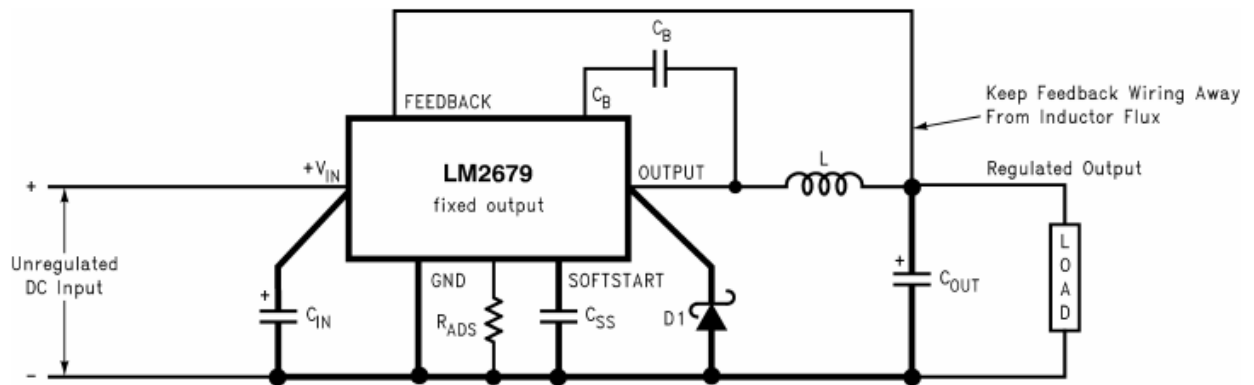 C_B
FEEDBACK
C_B
Keep Feedback Wiring Away
From Inductor Flux
LM2679
fixed output
+V_IN
OUTPUT
L
Regulated Output
+
Unregulated
DC Input
GND
SOFTSTART
+
C_IN
R_ADS
C_SS
D1
+
C_OUT
LOAD
-